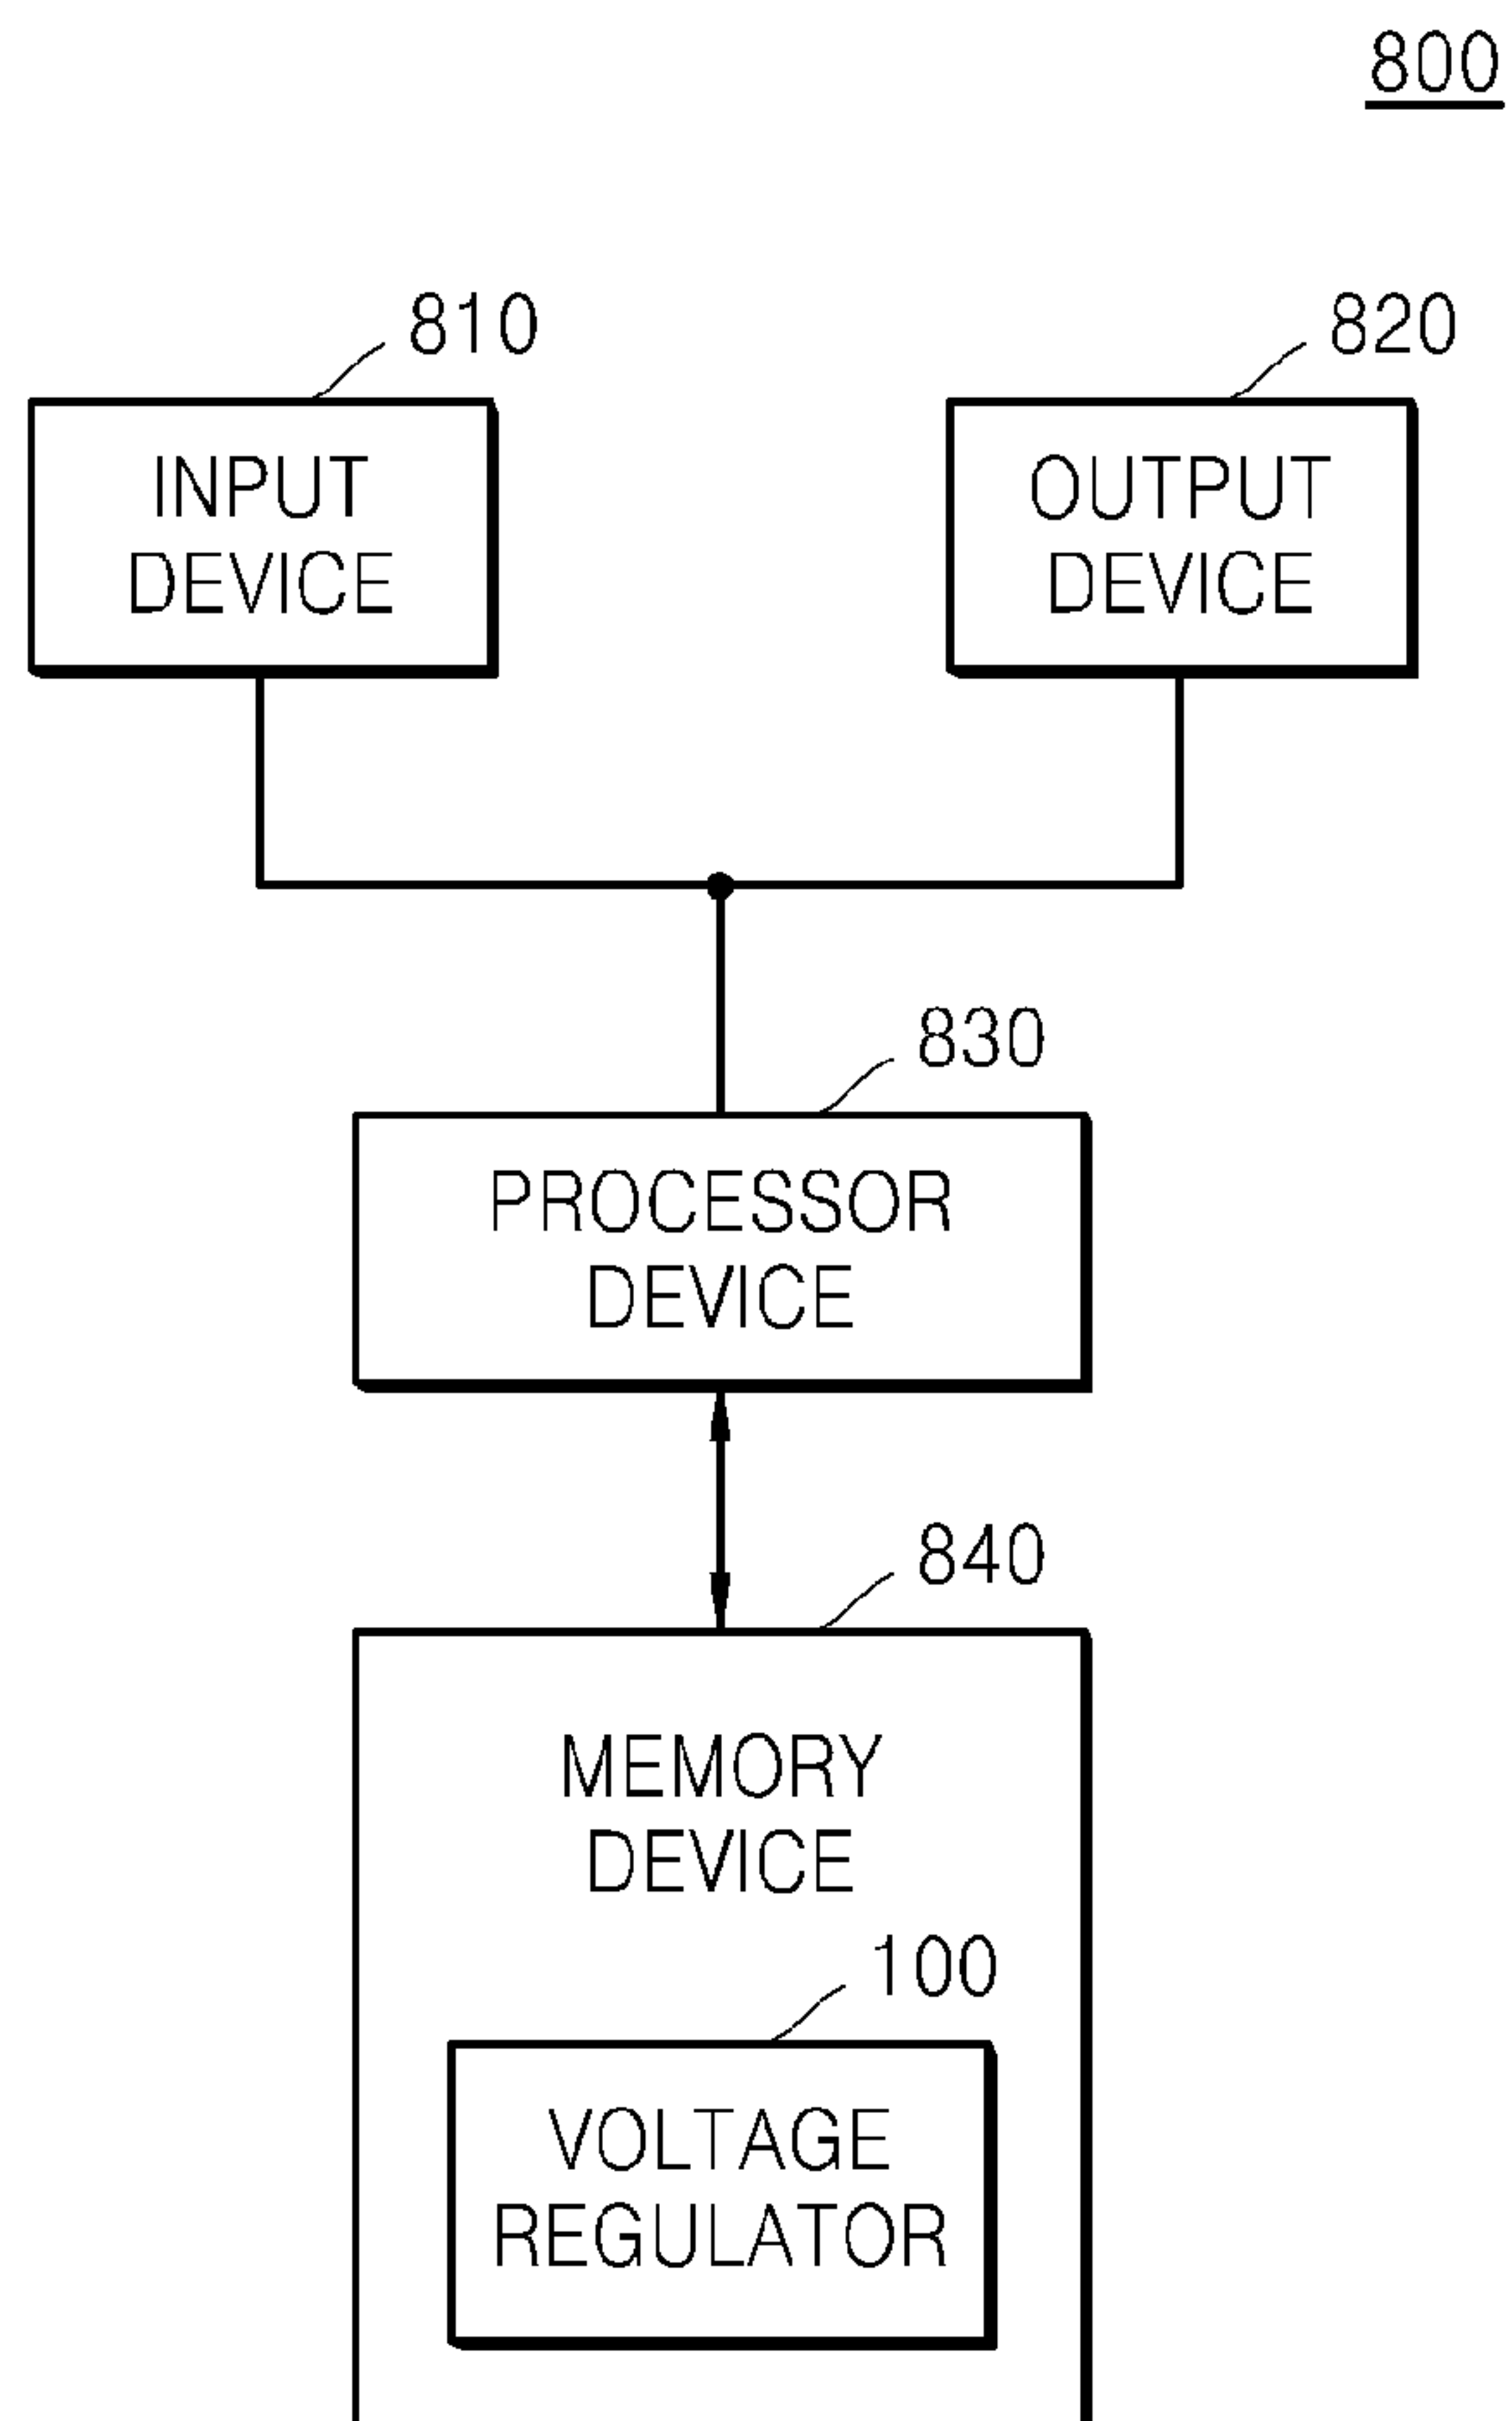 800
810
820
INPUT
DEVICE
OUTPUT
DEVICE
830
PROCESSOR
DEVICE
840
MEMORY
DEVICE
100
VOLTAGE
REGULATOR